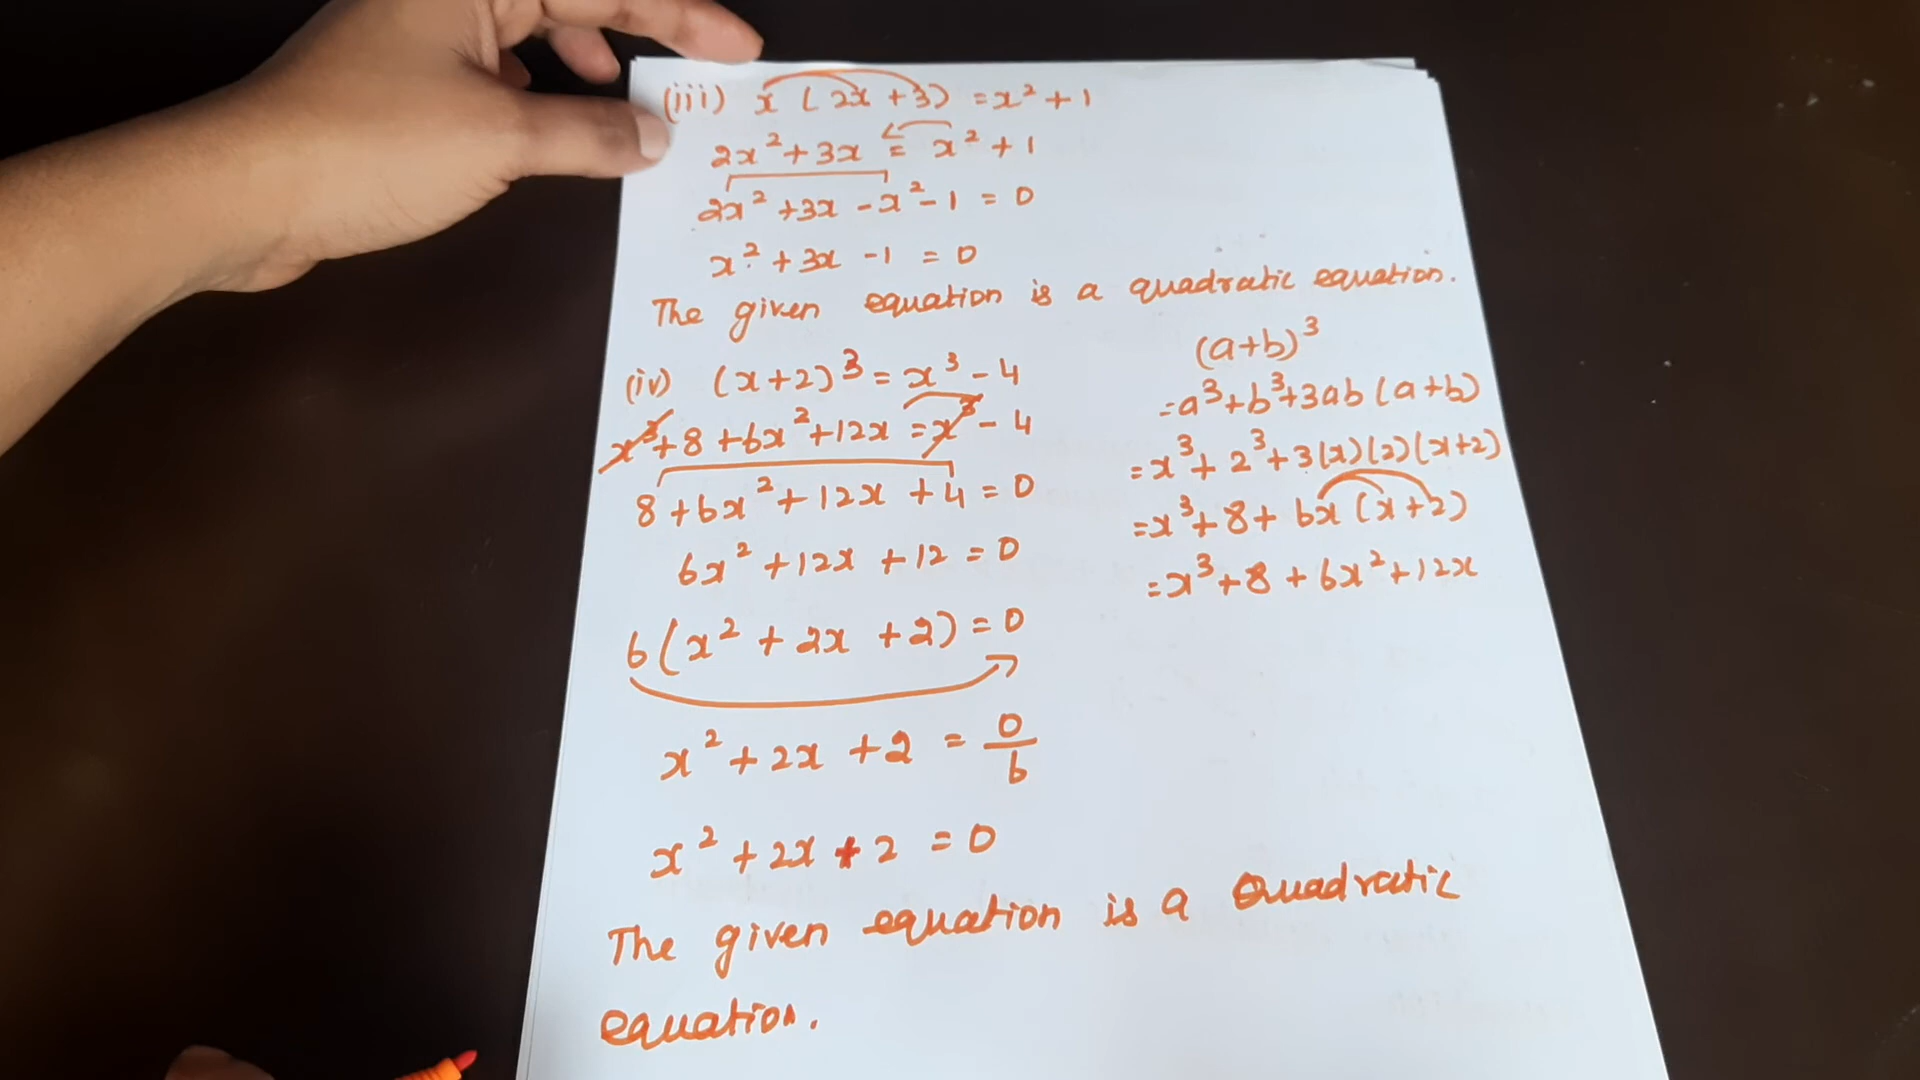 (iii) x (2x + 3) = x² + 1
2x² + 3x = x² + 1
2x² + 3x - x² - 1 = 0
x² + 3x - 1 = 0
The given equation is a quadratic equation.
(iv) (x + 2)³ = x³ - 4
x³ + 8 + 6x² + 12x = x³ - 4
8 + 6x² + 12x + 4 = 0
6x² + 12x + 12 = 0
6(x² + 2x + 2) = 0
x² + 2x + 2 = 0/6
x² + 2x + 2 = 0
The given equation is a Quadratic
equation.
(a+b)³
= a³ + b³ + 3ab (a+b)
= x³ + 2³ + 3(x)(2)(x+2)
= x³ + 8 + 6x (x + 2)
= x³ + 8 + 6x² + 12x